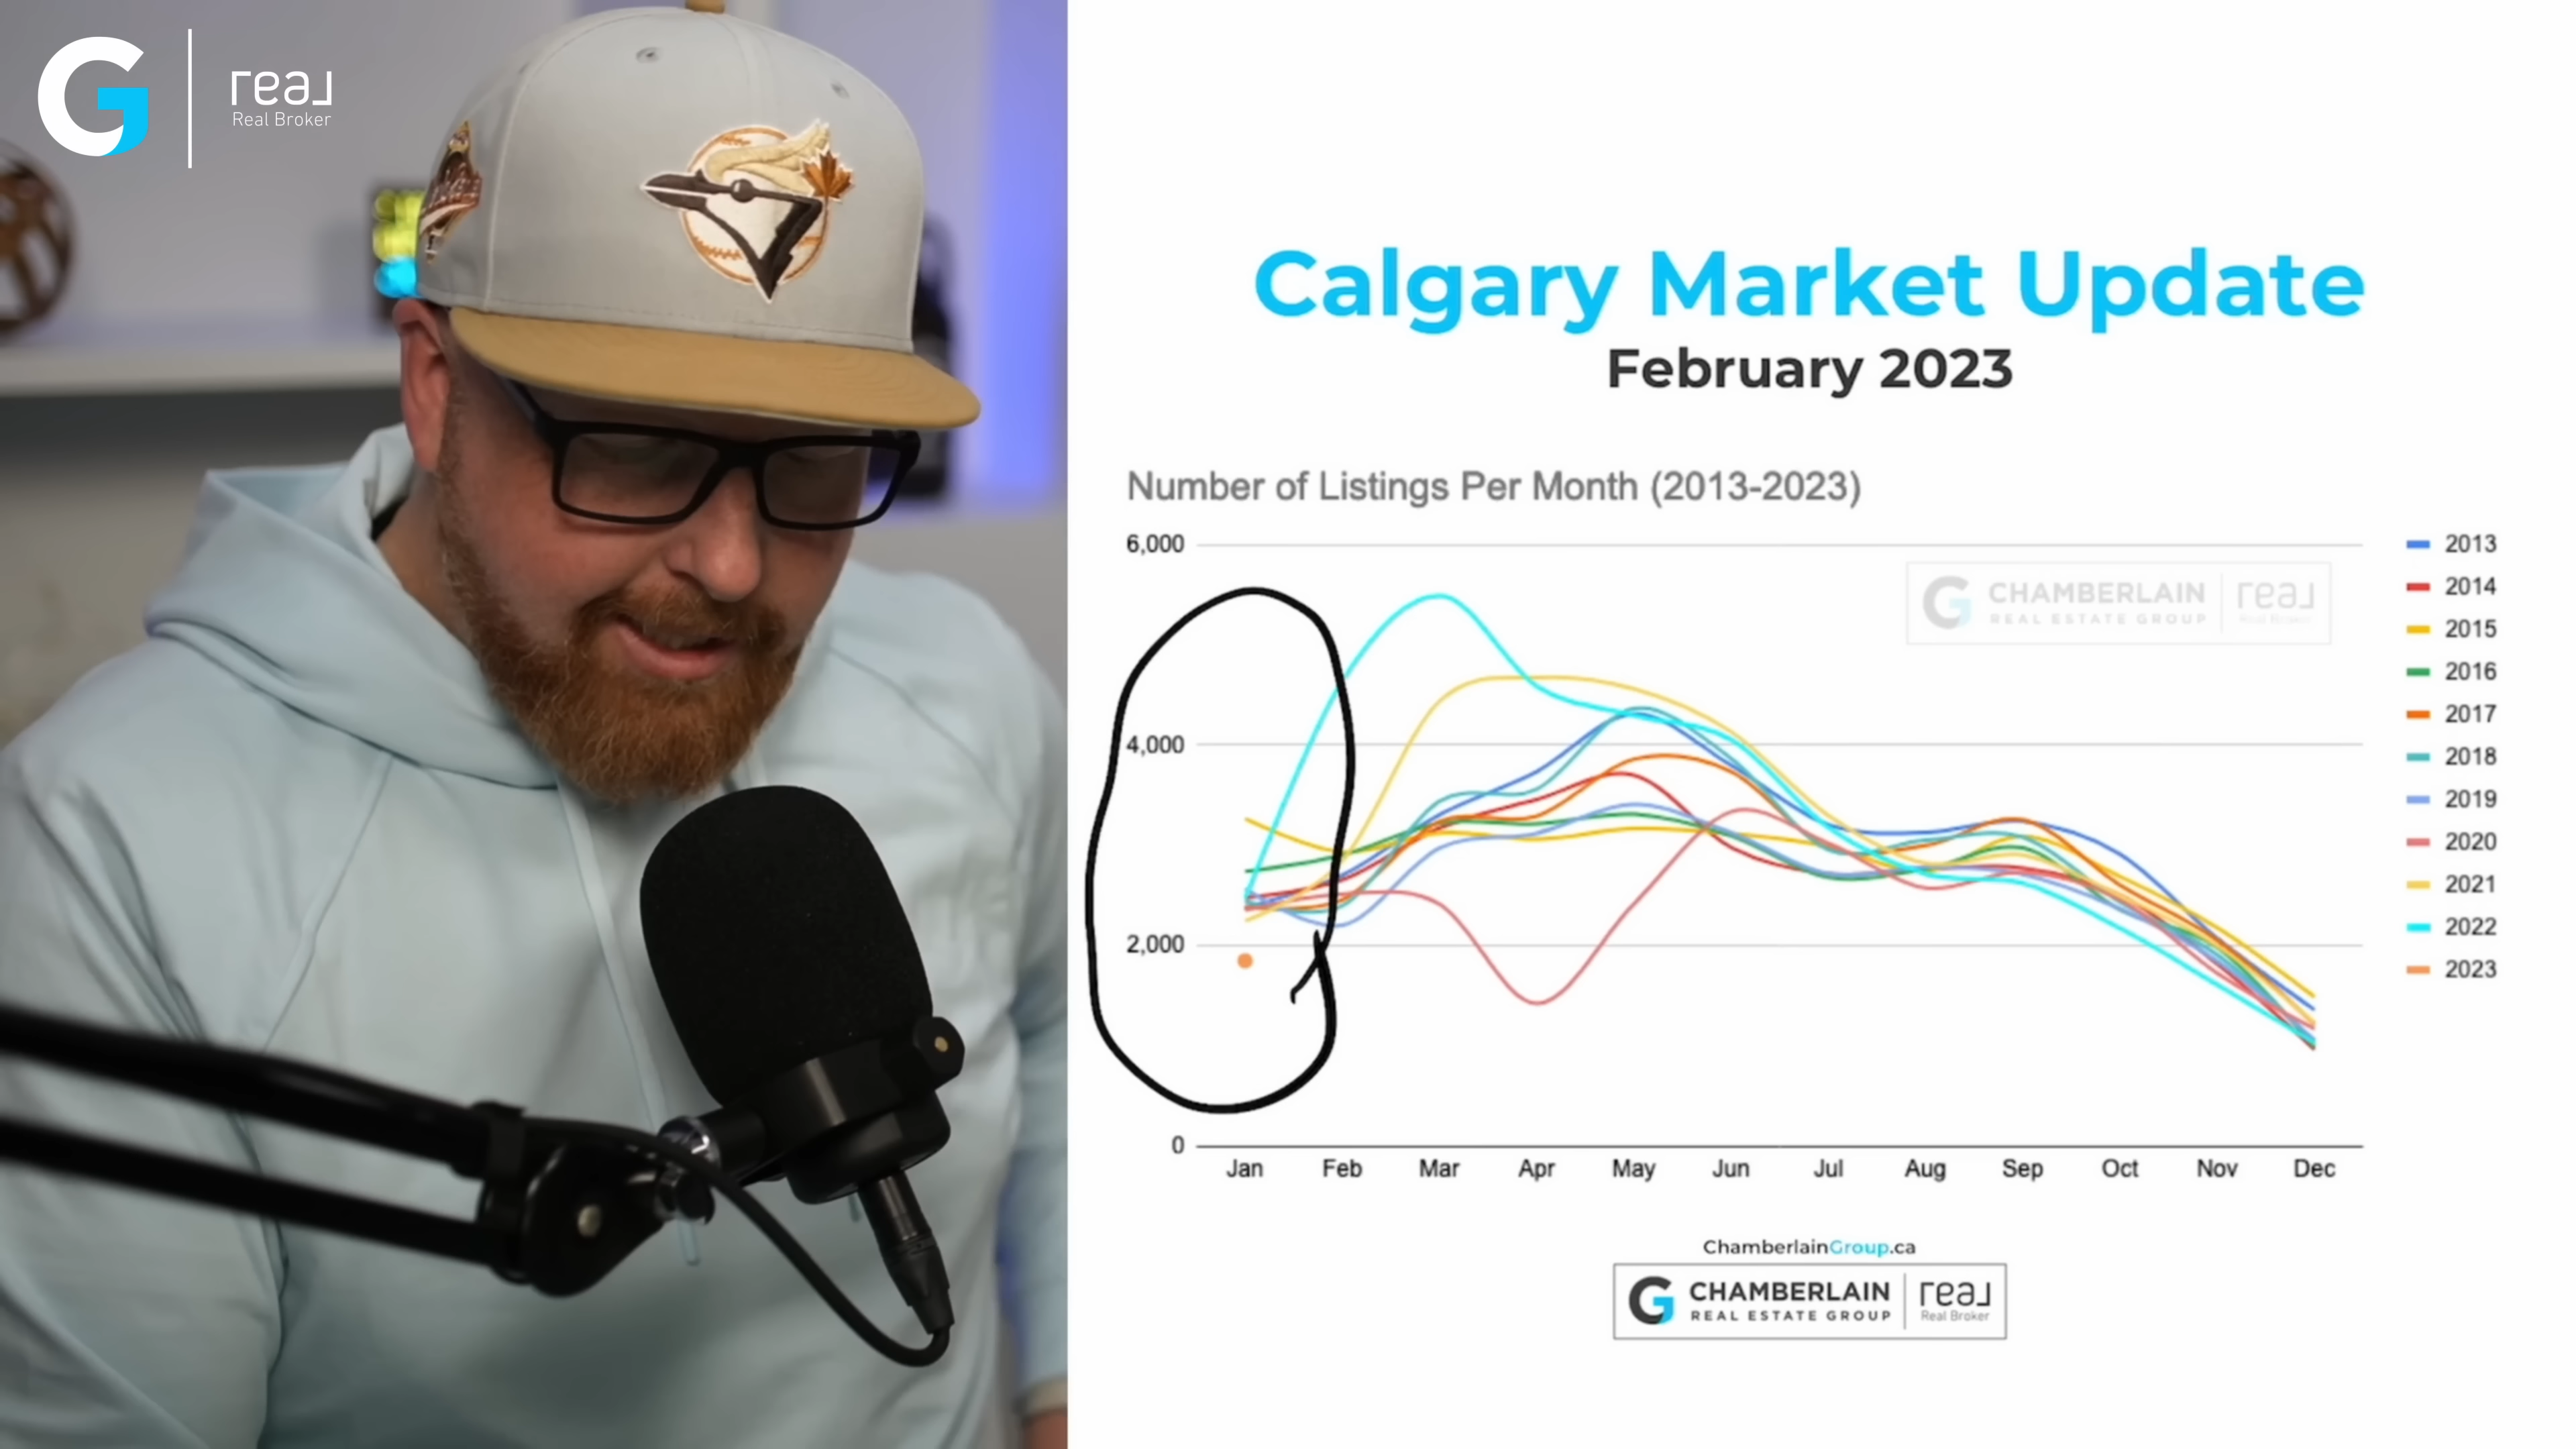 G
real
Real Broker
Calgary Market Update
February 2023
Number of Listings Per Month (2013-2023)
6,000
4,000
2,000
0
Jan Feb Mar Apr May Jun Jul Aug Sep Oct Nov Dec
G CHAMBERLAIN
REAL ESTATE GROUP
real
Real Broker
2013
2014
2015
2016
2017
2018
2019
2020
2021
2022
2023
ChamberlainGroup.ca
G CHAMBERLAIN
REAL ESTATE GROUP
real
Real Broker